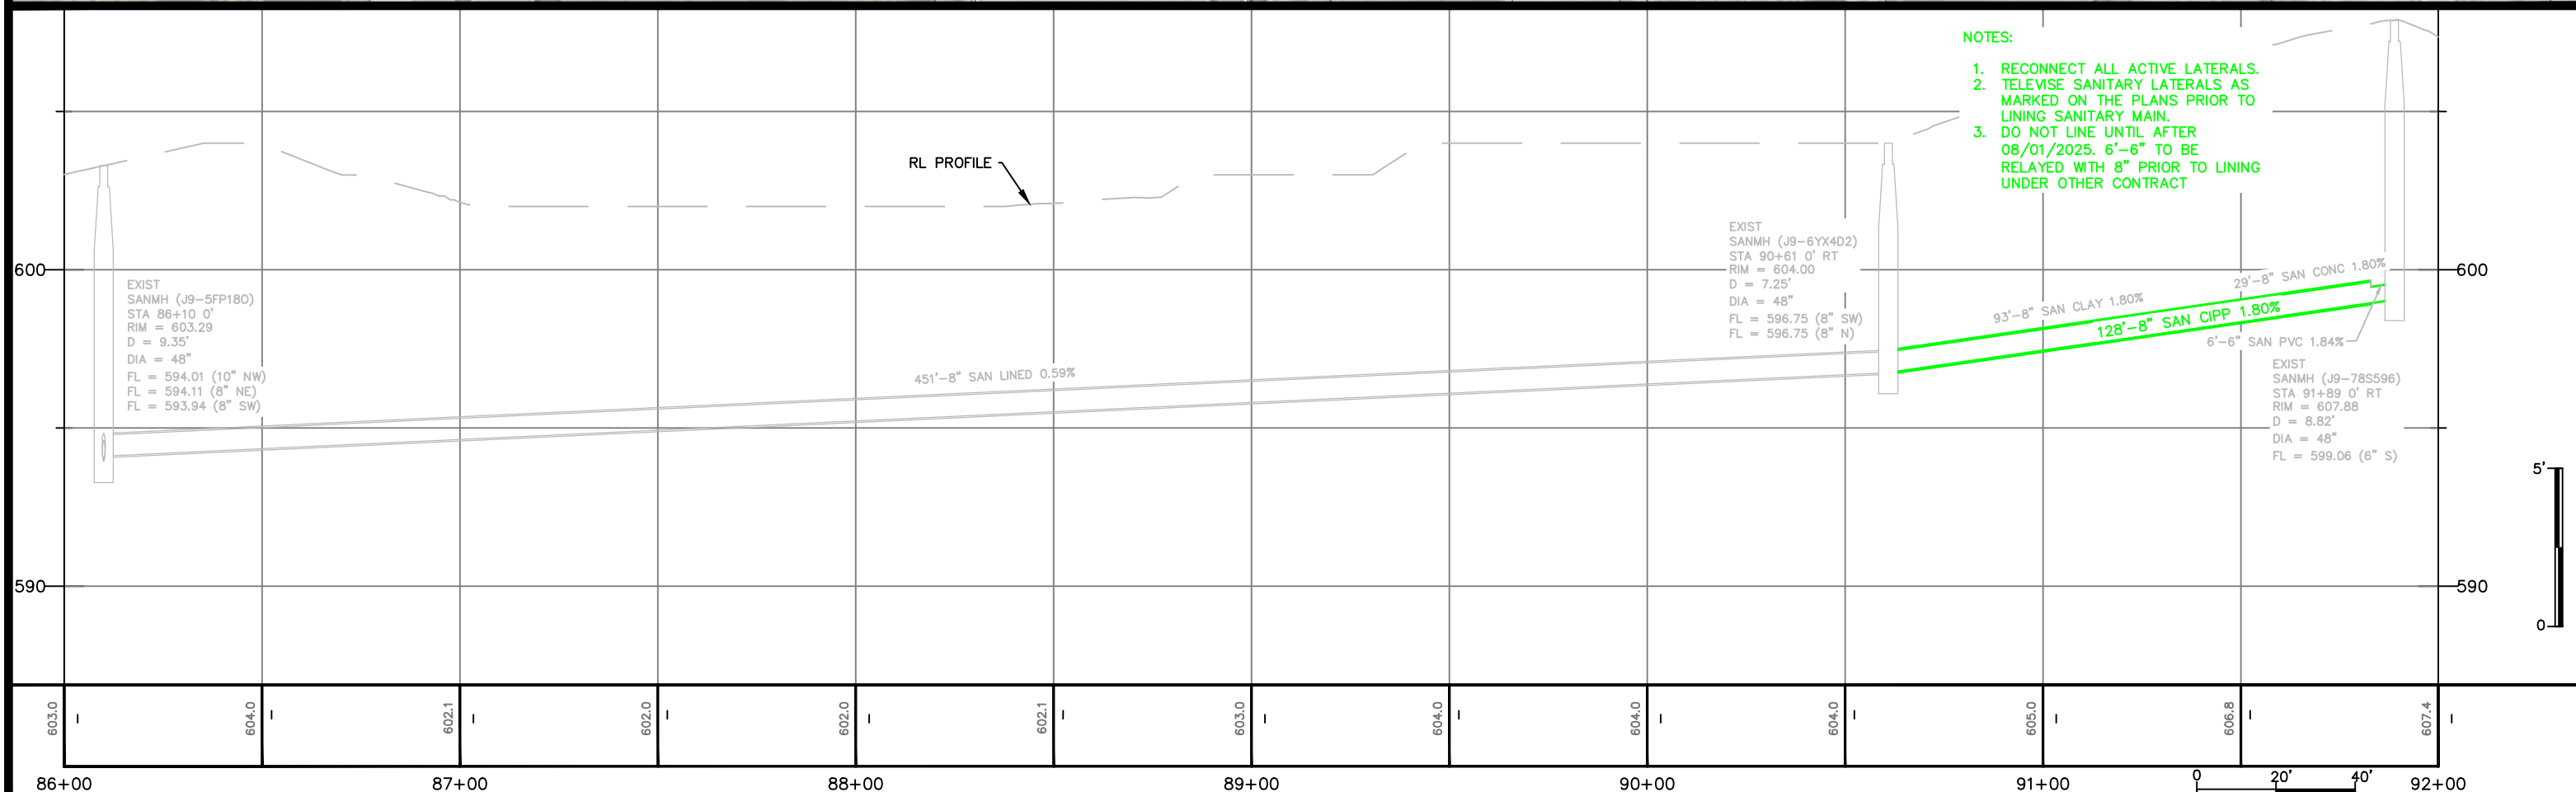 NOTES:
1. RECONNECT ALL ACTIVE LATERALS.
2. TELEVISE SANITARY LATERALS AS
MARKED ON THE PLANS PRIOR TO
LINING SANITARY MAIN.
3. DO NOT LINE UNTIL AFTER
08/01/2025. 6'-6" TO BE
RELAYED WITH 8" PRIOR TO LINING
UNDER OTHER CONTRACT
RL PROFILE
600
600
EXIST
SANMH (J9-5FP180)
STA 86+10 0'
RIM = 603.29
D = 9.35'
DIA = 48"
FL = 594.01 (10" NW)
FL = 594.11 (8" NE)
FL = 593.94 (8" SW)
451'-8" SAN LINED 0.59%
EXIST
SANMH (J9-6YX4D2)
STA 90+61 0' RT
RIM = 604.00
D = 7.25'
DIA = 48"
FL = 596.75 (8" SW)
FL = 596.75 (8" N)
93'-8" SAN CLAY 1.80%
29'-8" SAN CONC 1.80%
128'-8" SAN CIPP 1.80%
6'-6" SAN PVC 1.84%
EXIST
SANMH (J9-78S596)
STA 91+89 0' RT
RIM = 607.88
D = 8.82'
DIA = 48"
FL = 599.06 (6" S)
5'
0
590
590
603.0
604.0
602.1
602.0
602.0
602.1
603.0
604.0
604.0
604.0
605.0
606.8
607.4
86+00
87+00
88+00
89+00
90+00
91+00
92+00
0 20' 40'